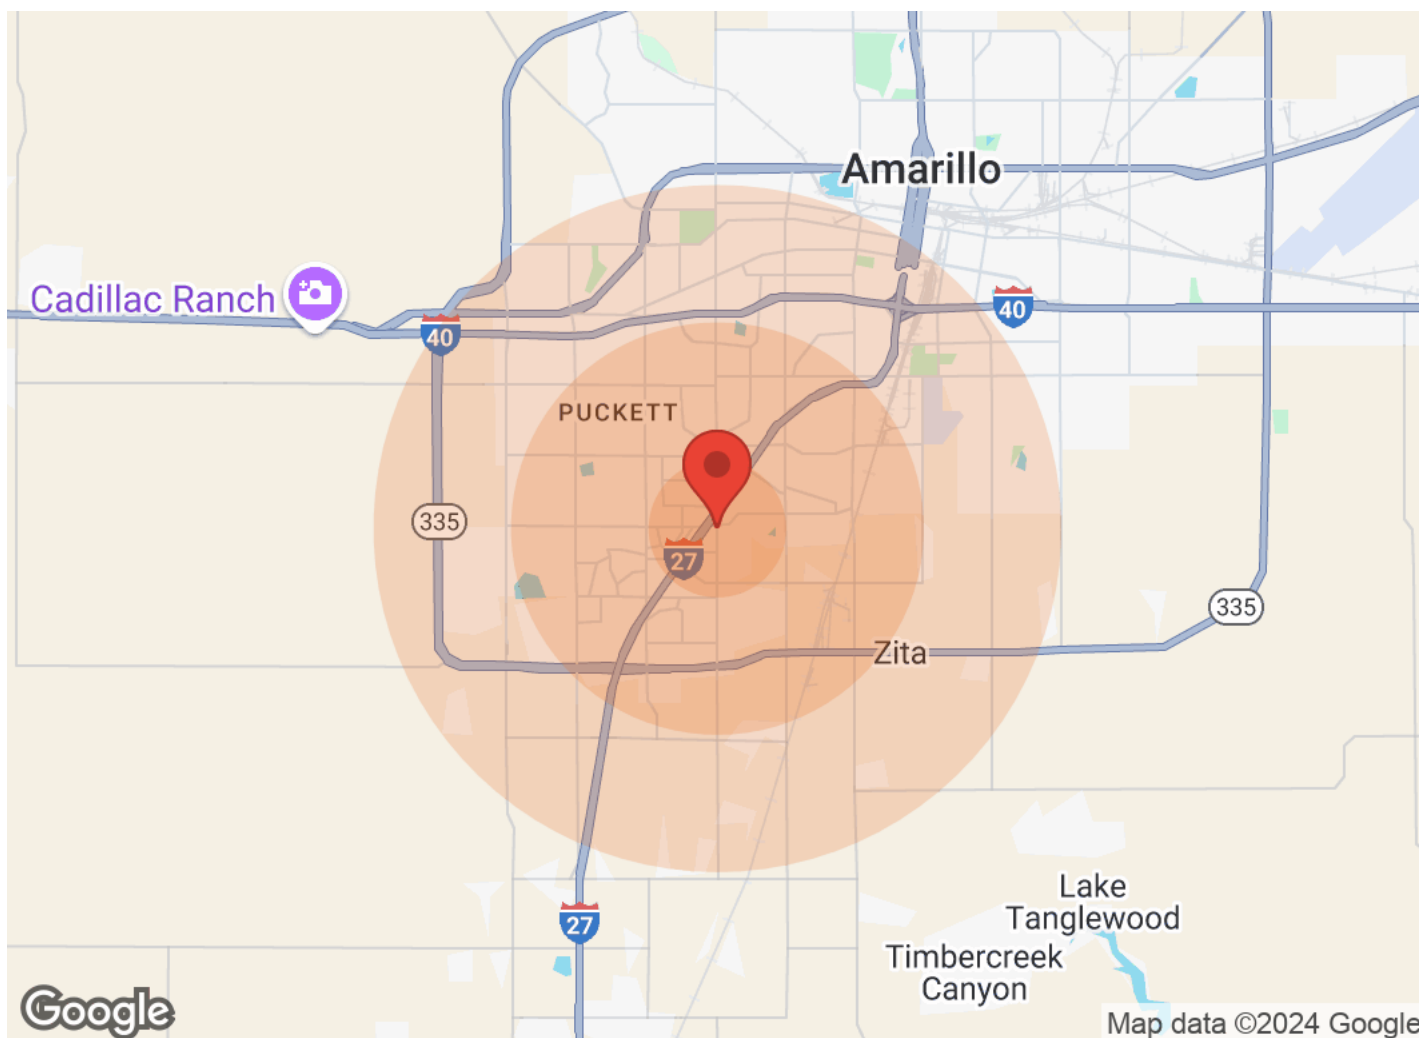 Amarillo
Cadillac Ranch
40
40
PUCKETT
335
27
335
Zita
27
Lake
Tanglewood
Timbercreek
Canyon
Google
Map data ©2024 Google